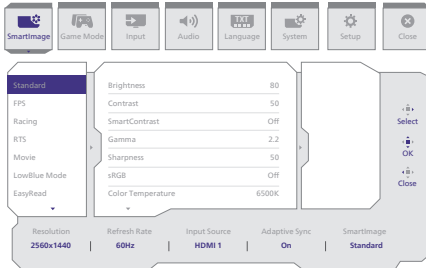 SmartImage Game Mode Input Audio TXT Language System Setup Close
Standard
FPS
Racing
RTS
Movie
LowBlue Mode
EasyRead
Brightness 80
Contrast 50
SmartContrast Off
Gamma 2.2
Sharpness 50
sRGB Off
Color Temperature 6500K
Select
OK
Close
Resolution Refresh Rate Input Source Adaptive Sync SmartImage
2560x1440 | 60Hz | HDMI 1 | On | Standard